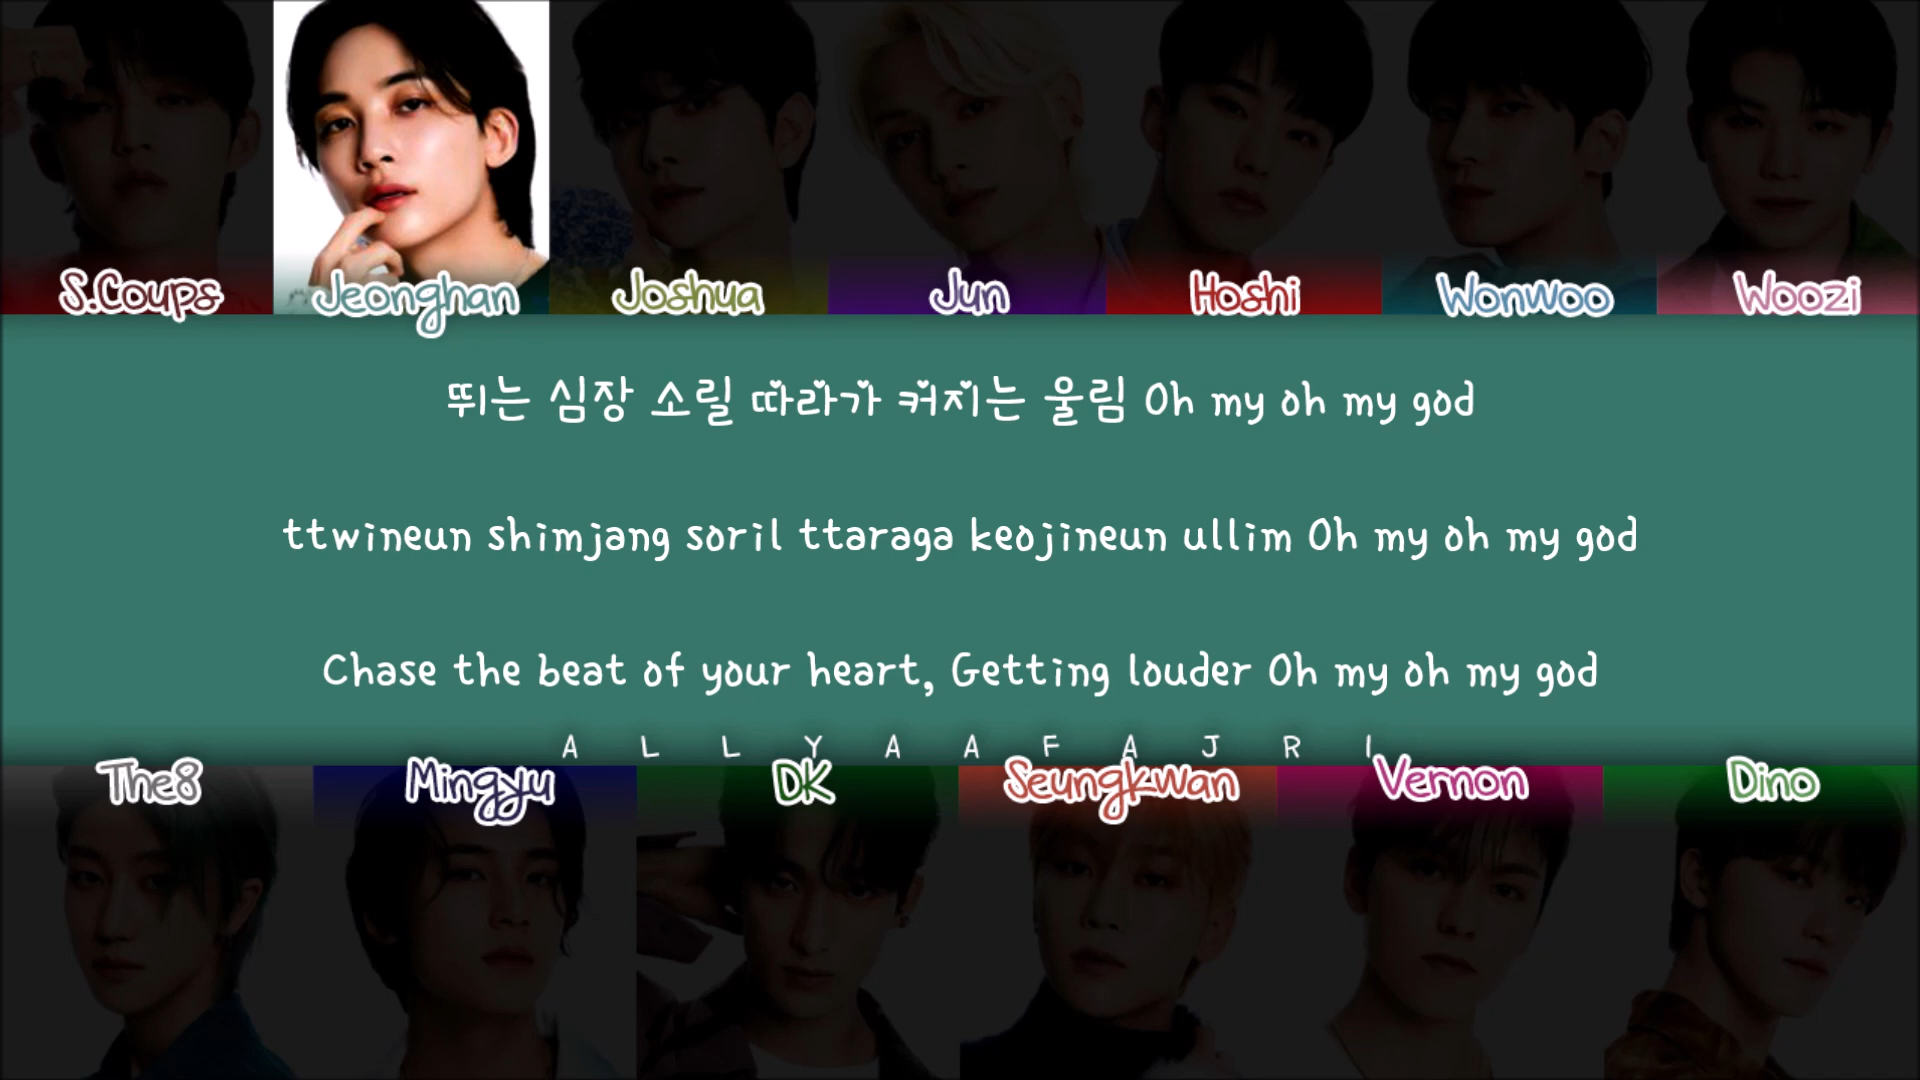 S.Coups Jeonghan Joshua Jun Hoshi Wonwoo Woozi
뛰는 심장 소릴 따라가 커지는 울림 Oh my oh my god
ttwineun shimjang soril ttaraga keojineun ullim Oh my oh my god
Chase the beat of your heart, Getting louder Oh my oh my god
A L L Y A A F A J R I
The8 Mingyu DK Seungkwan Vernon Dino